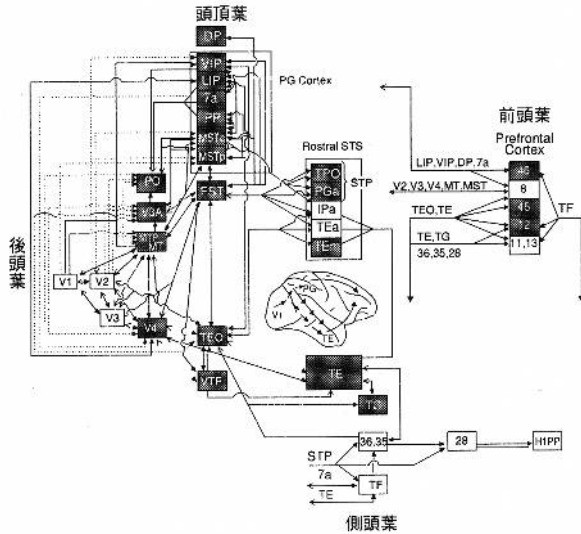 頭頂葉
DP
VIP
LIP
7a
PP
MSTd
MSTp
PG Cortex
PO
V3A
MT
FST
Rostral STS
TPO
PGa
IPa
TEa
TEm
STP
後頭葉
V1
V2
V3
V4
TEO
VTF
TE
TG
PG
V1
TE
36,35
28
HIPP
STP
7a
TE
TF
側頭葉
前頭葉
Prefrontal
Cortex
LIP,VIP,DP,7a
46
V2,V3,V4,MT,MST
8
TEO,TE
45
12
TE,TG
36,35,28
11,13
TF